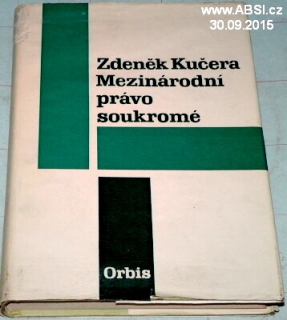 www.ABSI.cz
30.09.2015
Zdeněk Kučera
Mezinárodní
právo
soukromé
Orbis